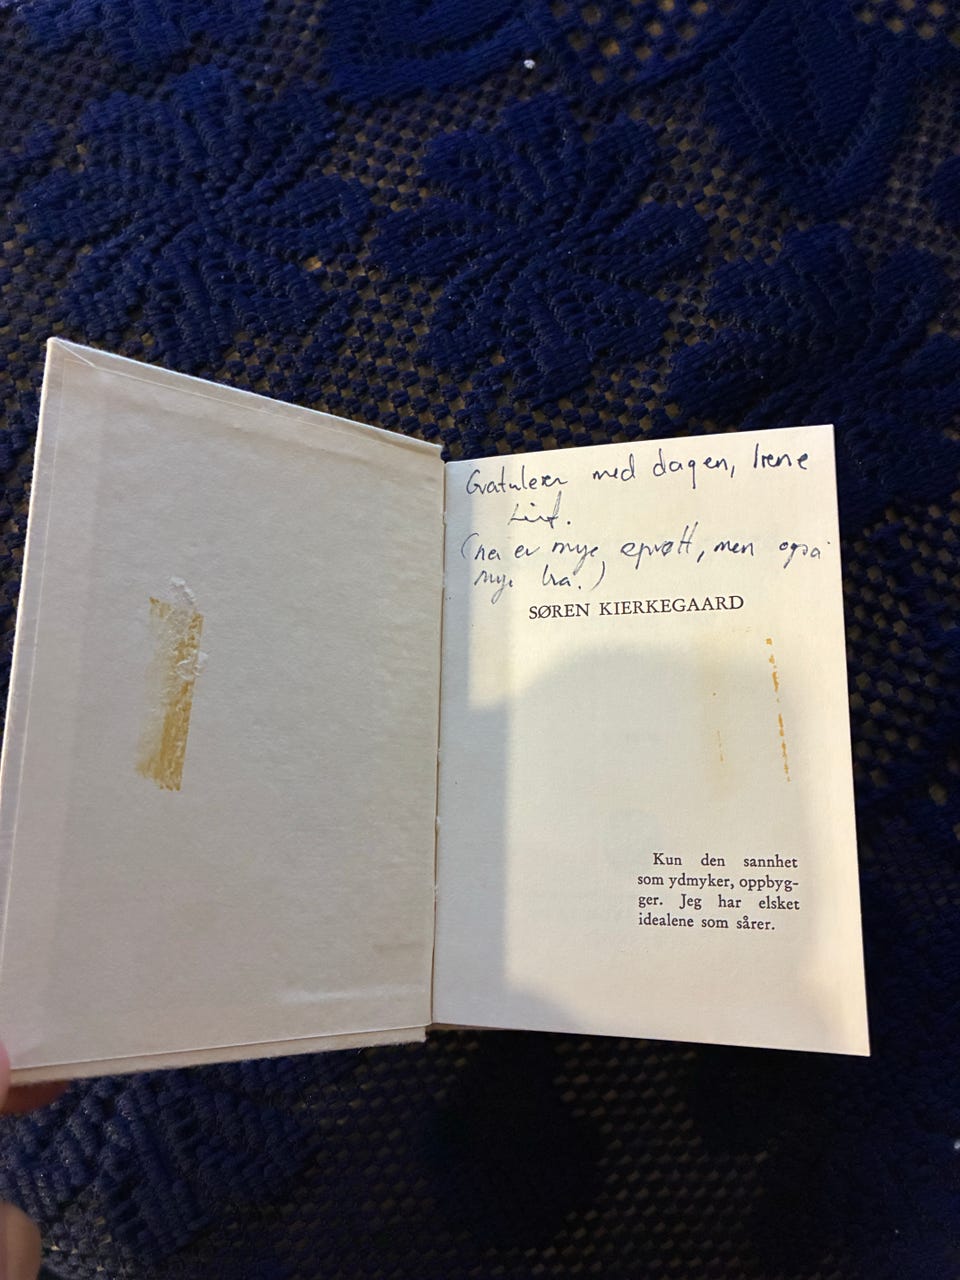 Gratulerer med dagen, Irene
(her er mye sprøtt, men også
mye bra.)
SØREN KIERKEGAARD
Kun den sannhet
som ydmyker, oppbyg-
ger. Jeg har elsket
idealene som sårer.